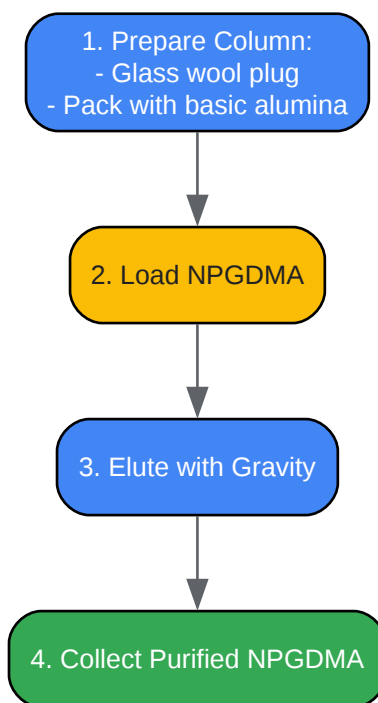 1. Prepare Column:
- Glass wool plug
- Pack with basic alumina
2. Load NPGDMA
3. Elute with Gravity
4. Collect Purified NPGDMA